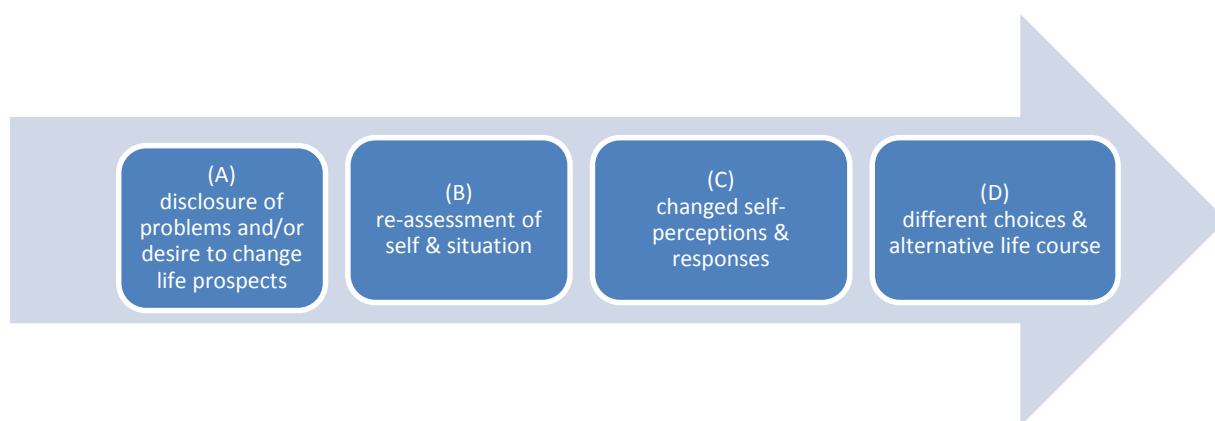 (A)
disclosure of
problems and/or
desire to change
life prospects
(B)
re-assessment of
self & situation
(C)
changed self-
perceptions &
responses
(D)
different choices &
alternative life course